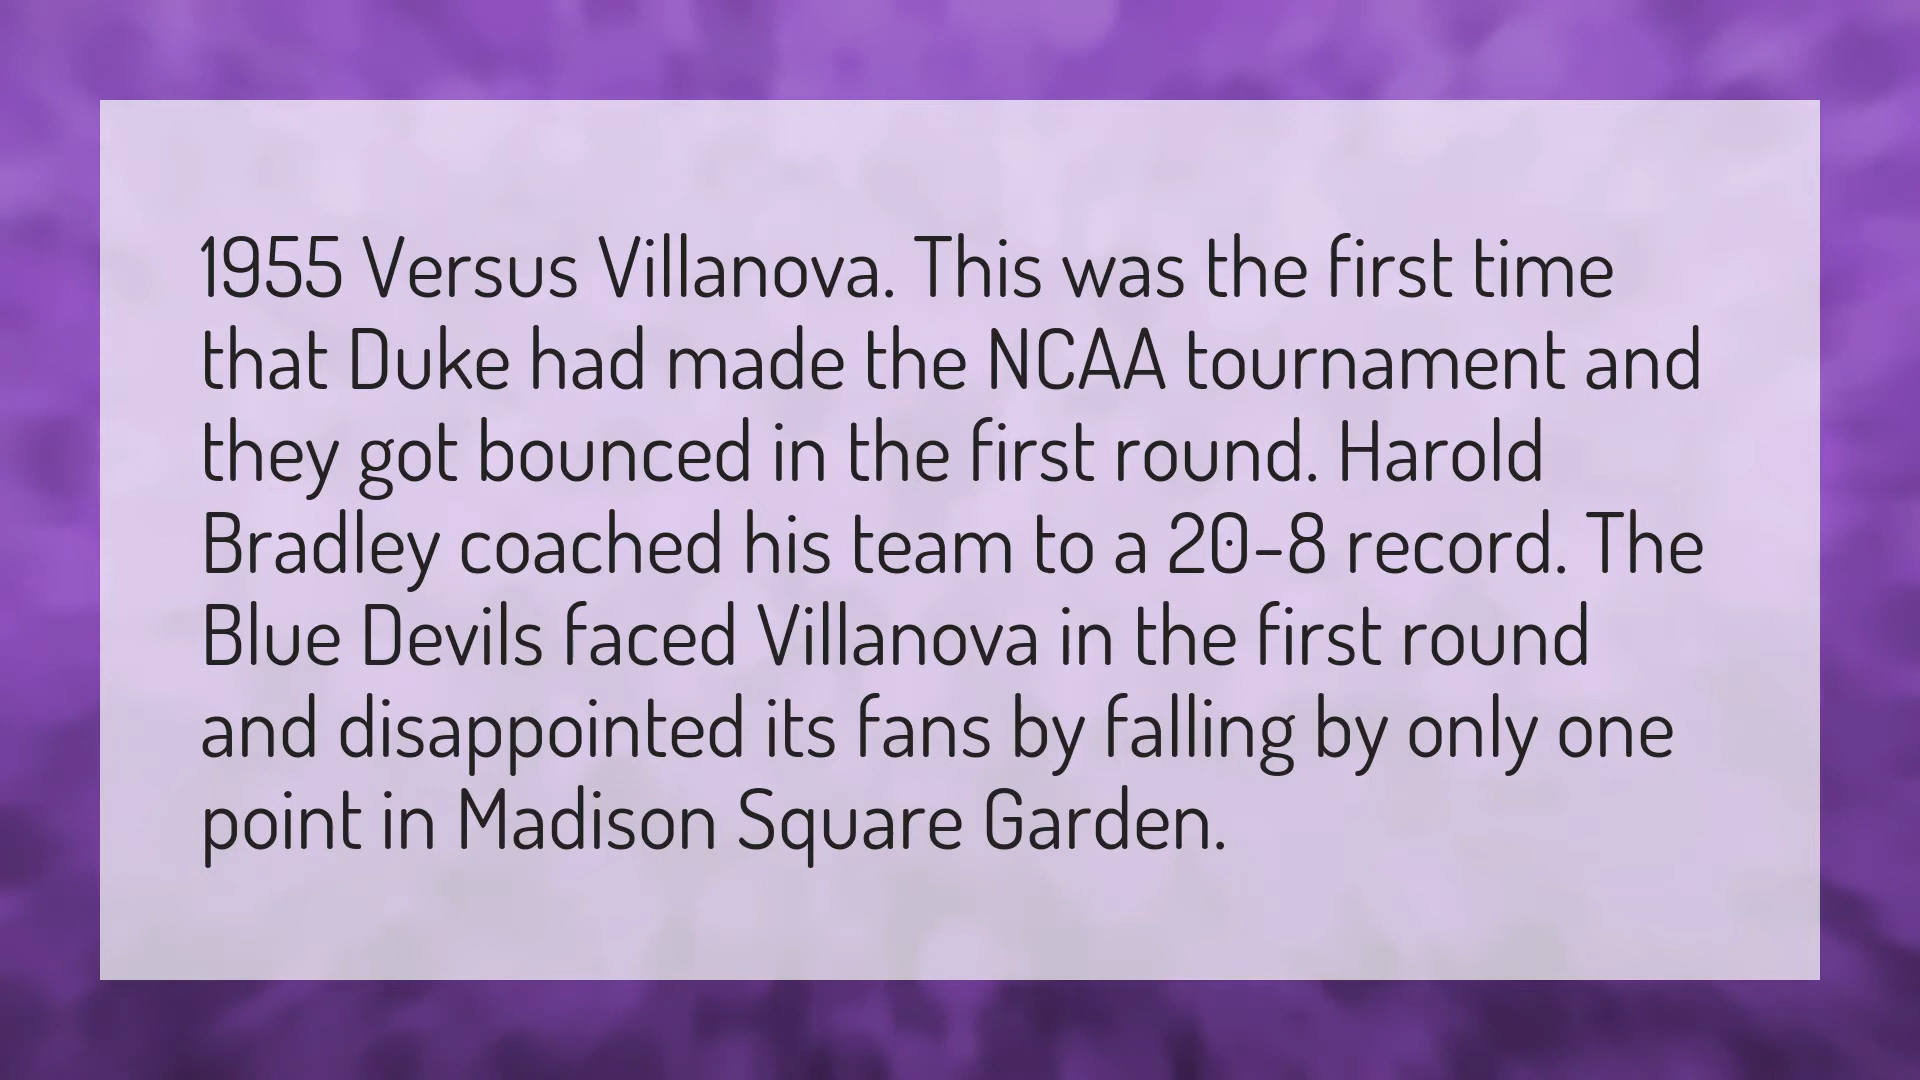 1955 Versus Villanova. This was the first time
that Duke had made the NCAA tournament and
they got bounced in the first round. Harold
Bradley coached his team to a 20-8 record. The
Blue Devils faced Villanova in the first round
and disappointed its fans by falling by only one
point in Madison Square Garden.